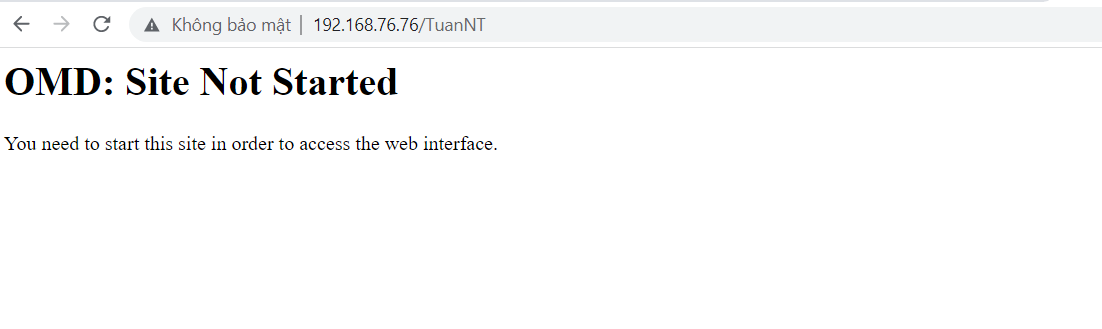 Không bảo mật | 192.168.76.76/TuanNT
OMD: Site Not Started
You need to start this site in order to access the web interface.